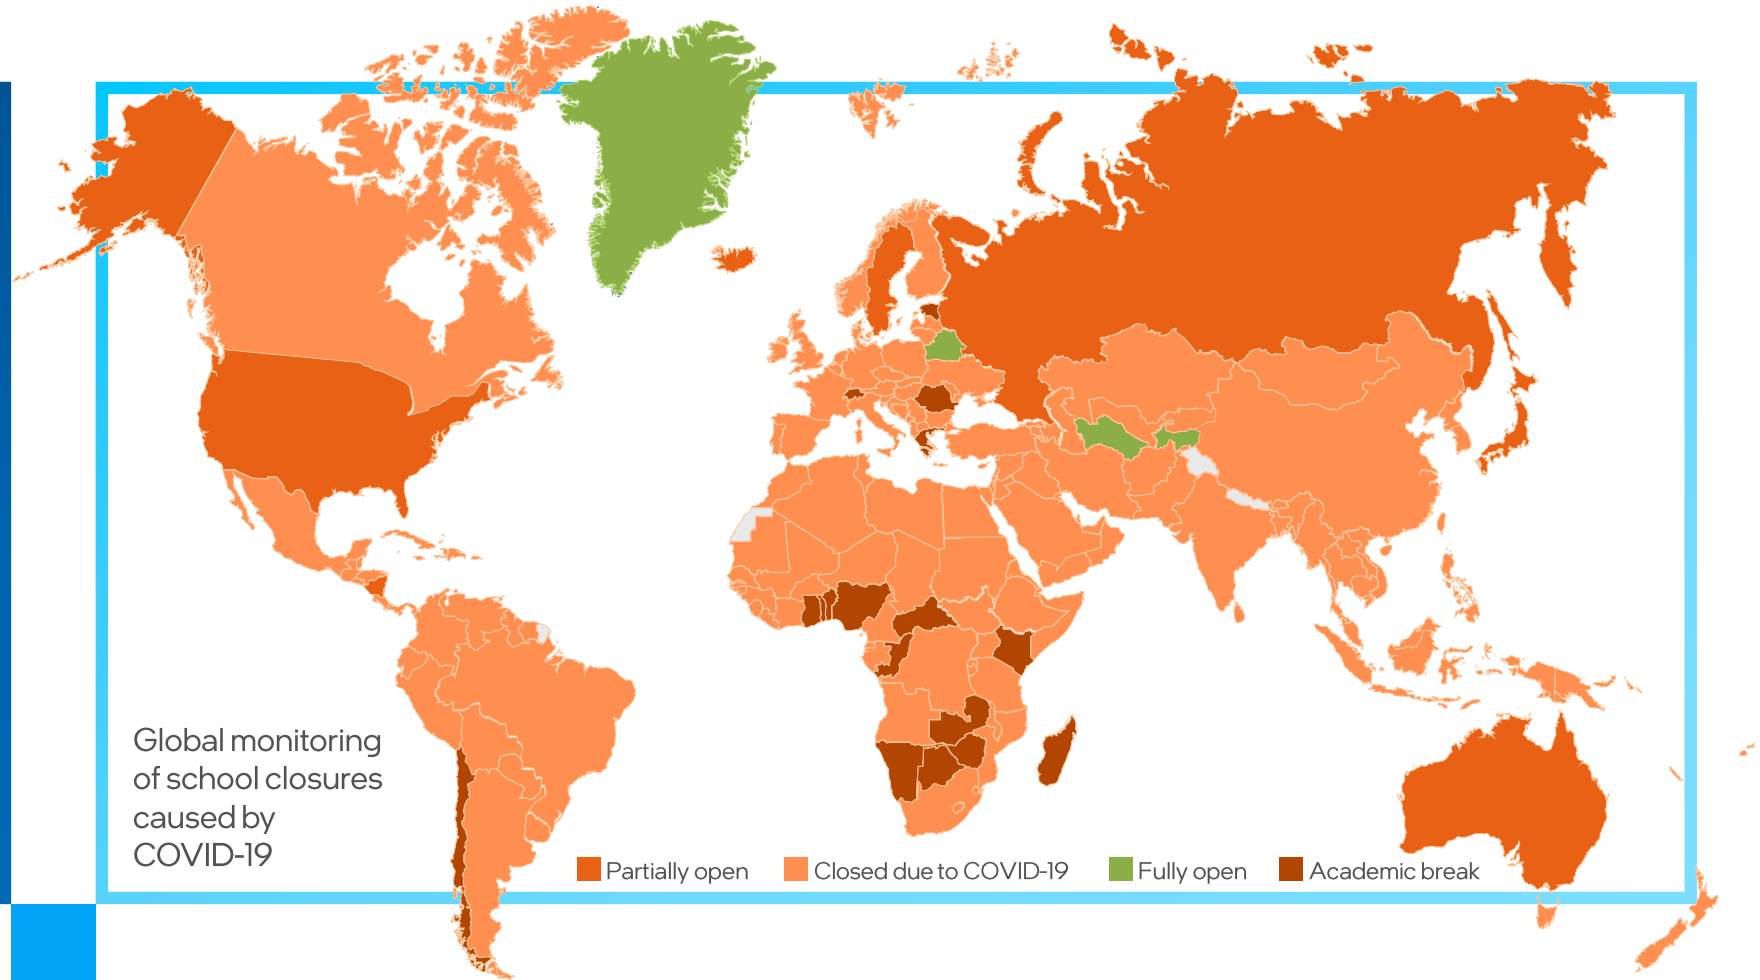 Global monitoring
of school closures
caused by
COVID-19
Partially open
Closed due to COVID-19
Fully open
Academic break